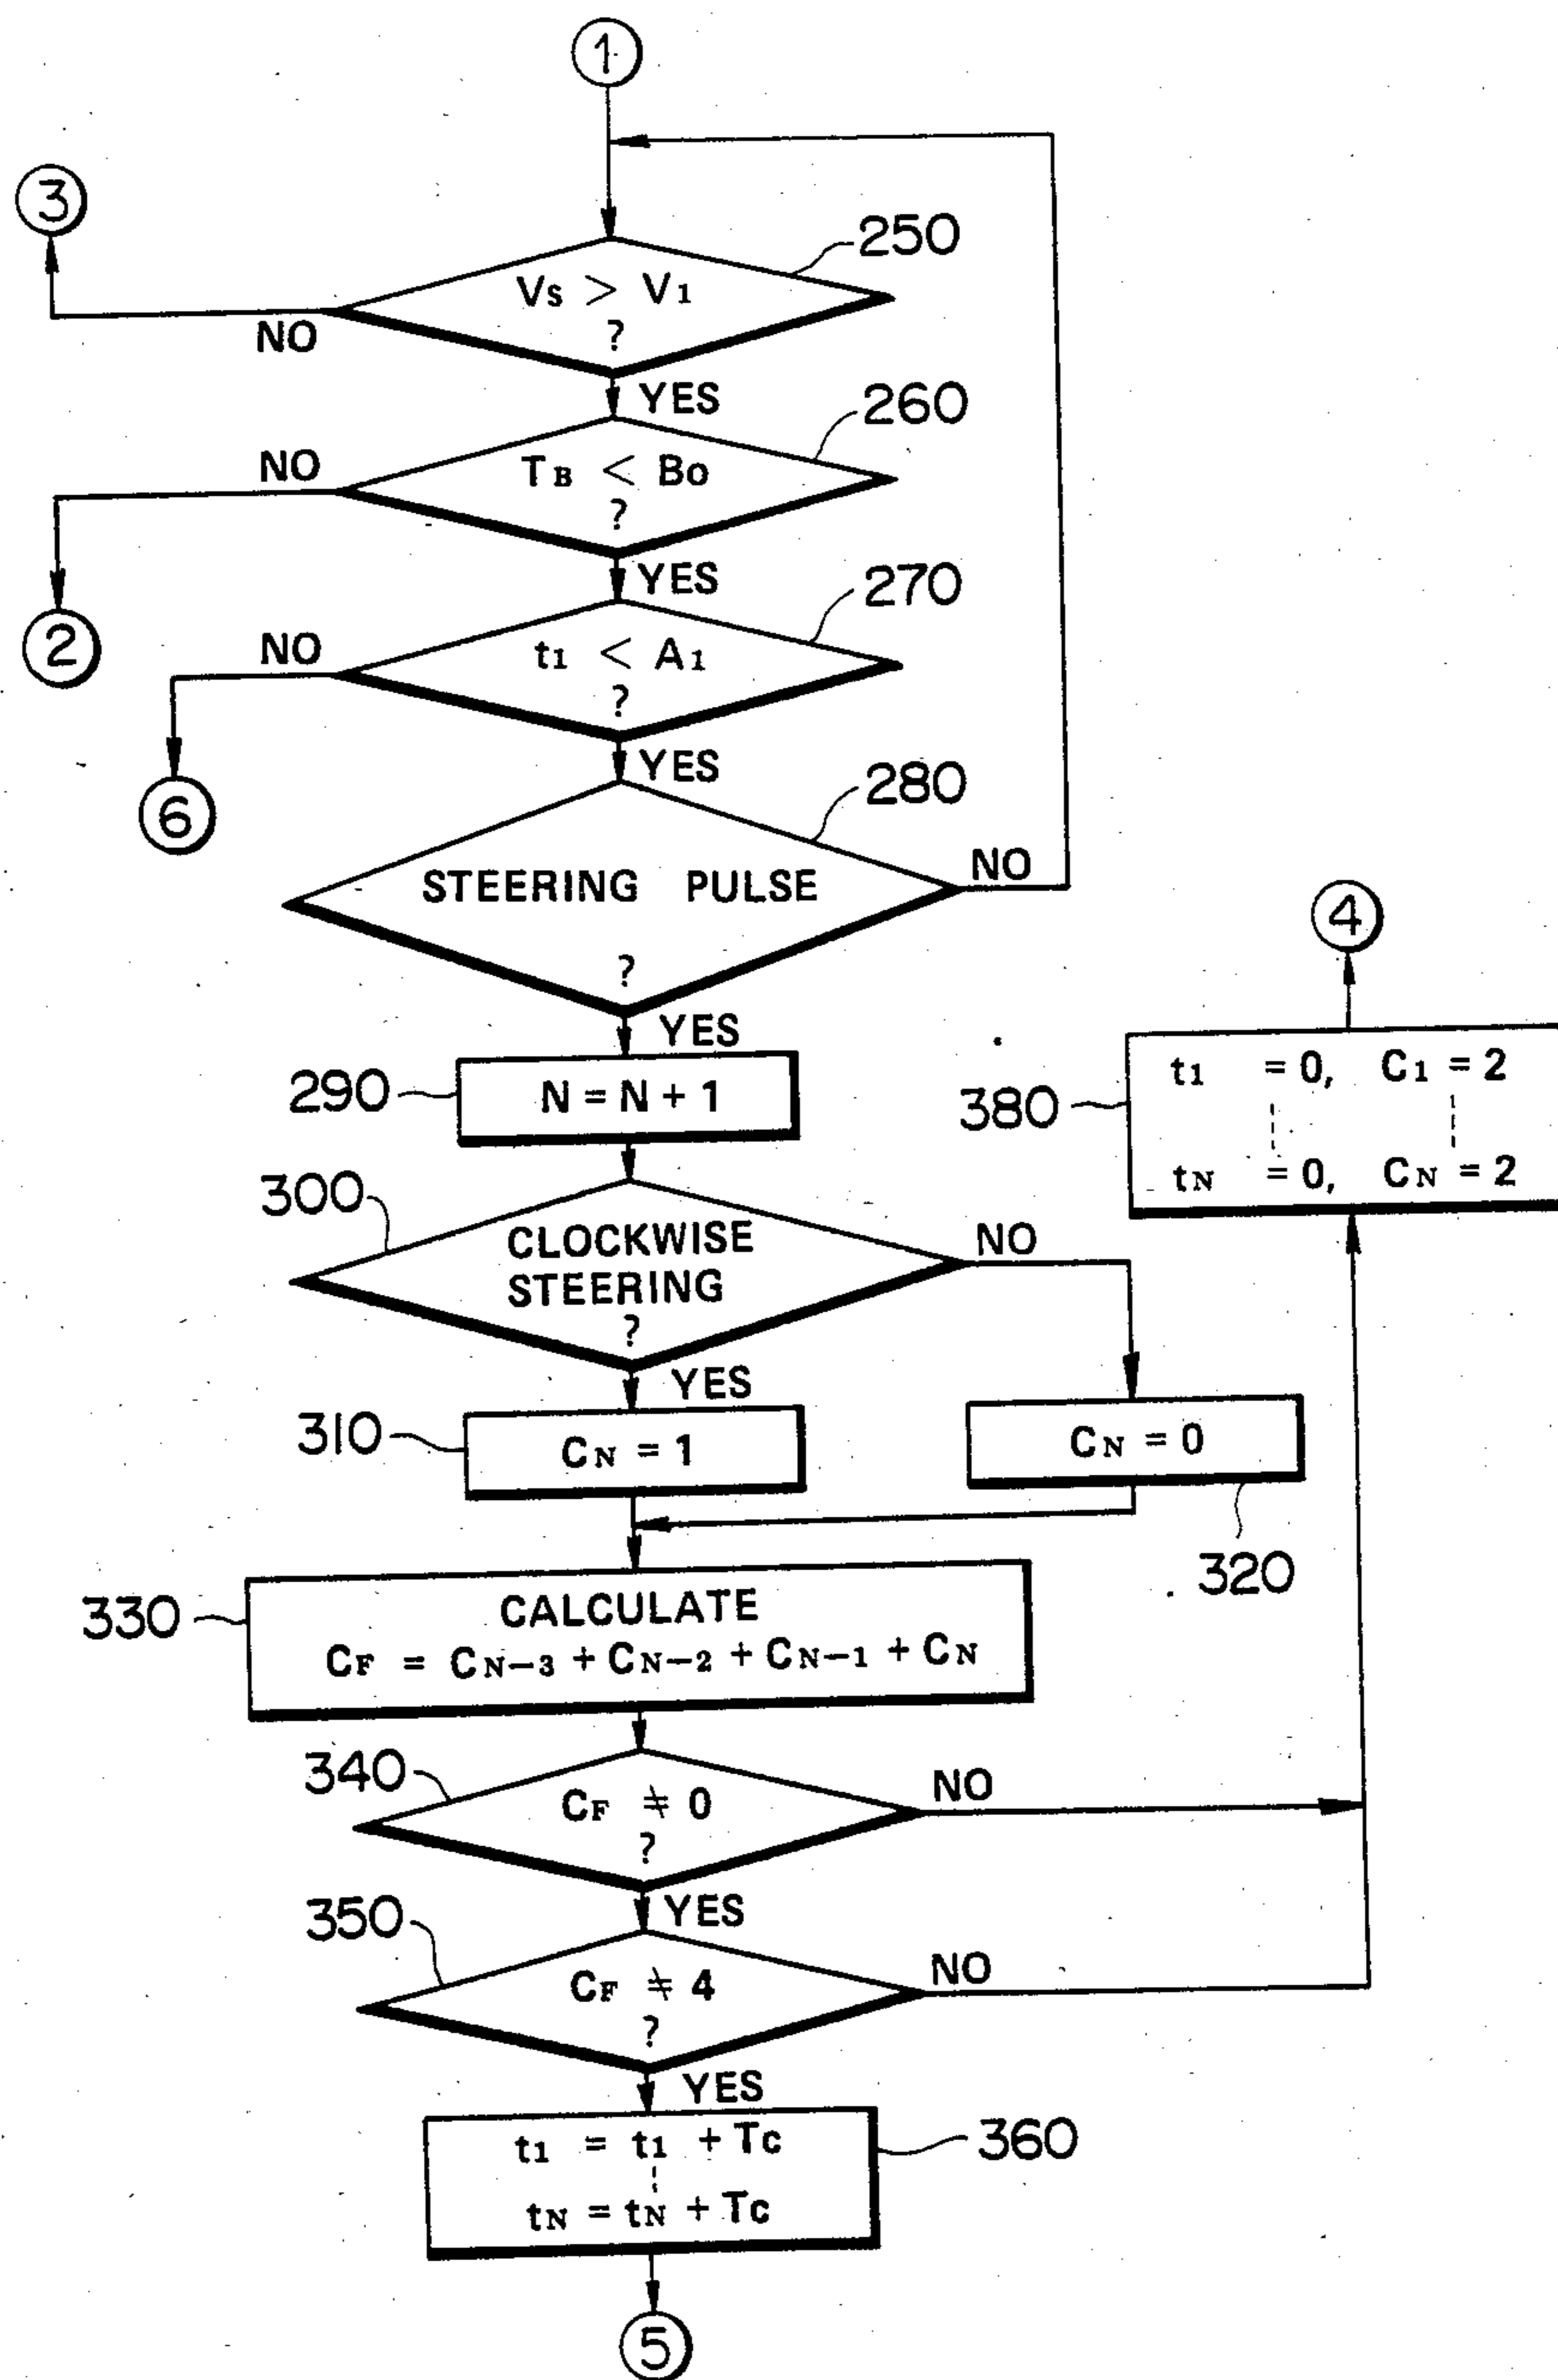 1
3
250
Vs > V1
?
NO
YES
260
NO
TB < Bo
?
YES
2
270
NO
t1 < A1
?
YES
6
280
STEERING PULSE
?
NO
YES
4
290
N = N + 1
380
t1 = 0, C1 = 2
tN = 0, CN = 2
300
CLOCKWISE
STEERING
?
NO
YES
310
CN = 1
CN = 0
320
330
CALCULATE
CF = CN-3 + CN-2 + CN-1 + CN
340
CF ≠ 0
?
NO
YES
350
CF ≠ 4
?
NO
YES
360
t1 = t1 + Tc
tN = tN + Tc
5